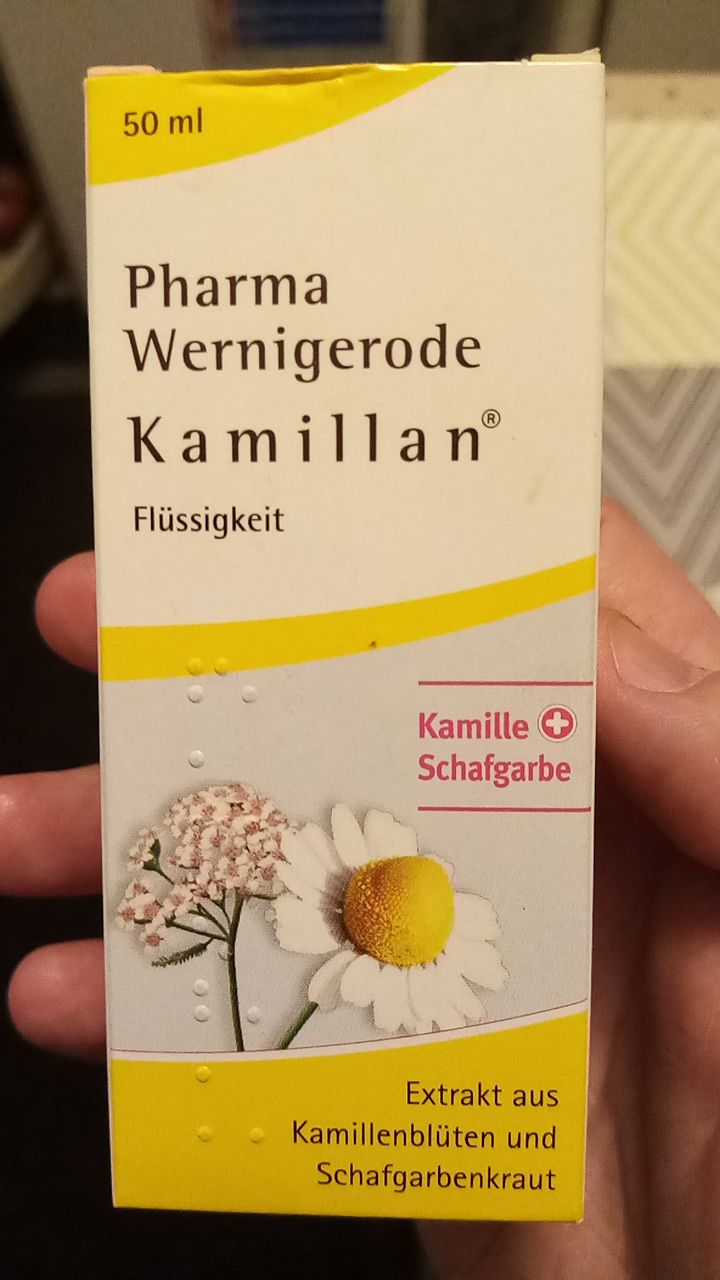 50 ml
Pharma
Wernigerode
Kamillan®
Flüssigkeit
Kamille +
Schafgarbe
Extrakt aus
Kamillenblüten und
Schafgarbenkraut